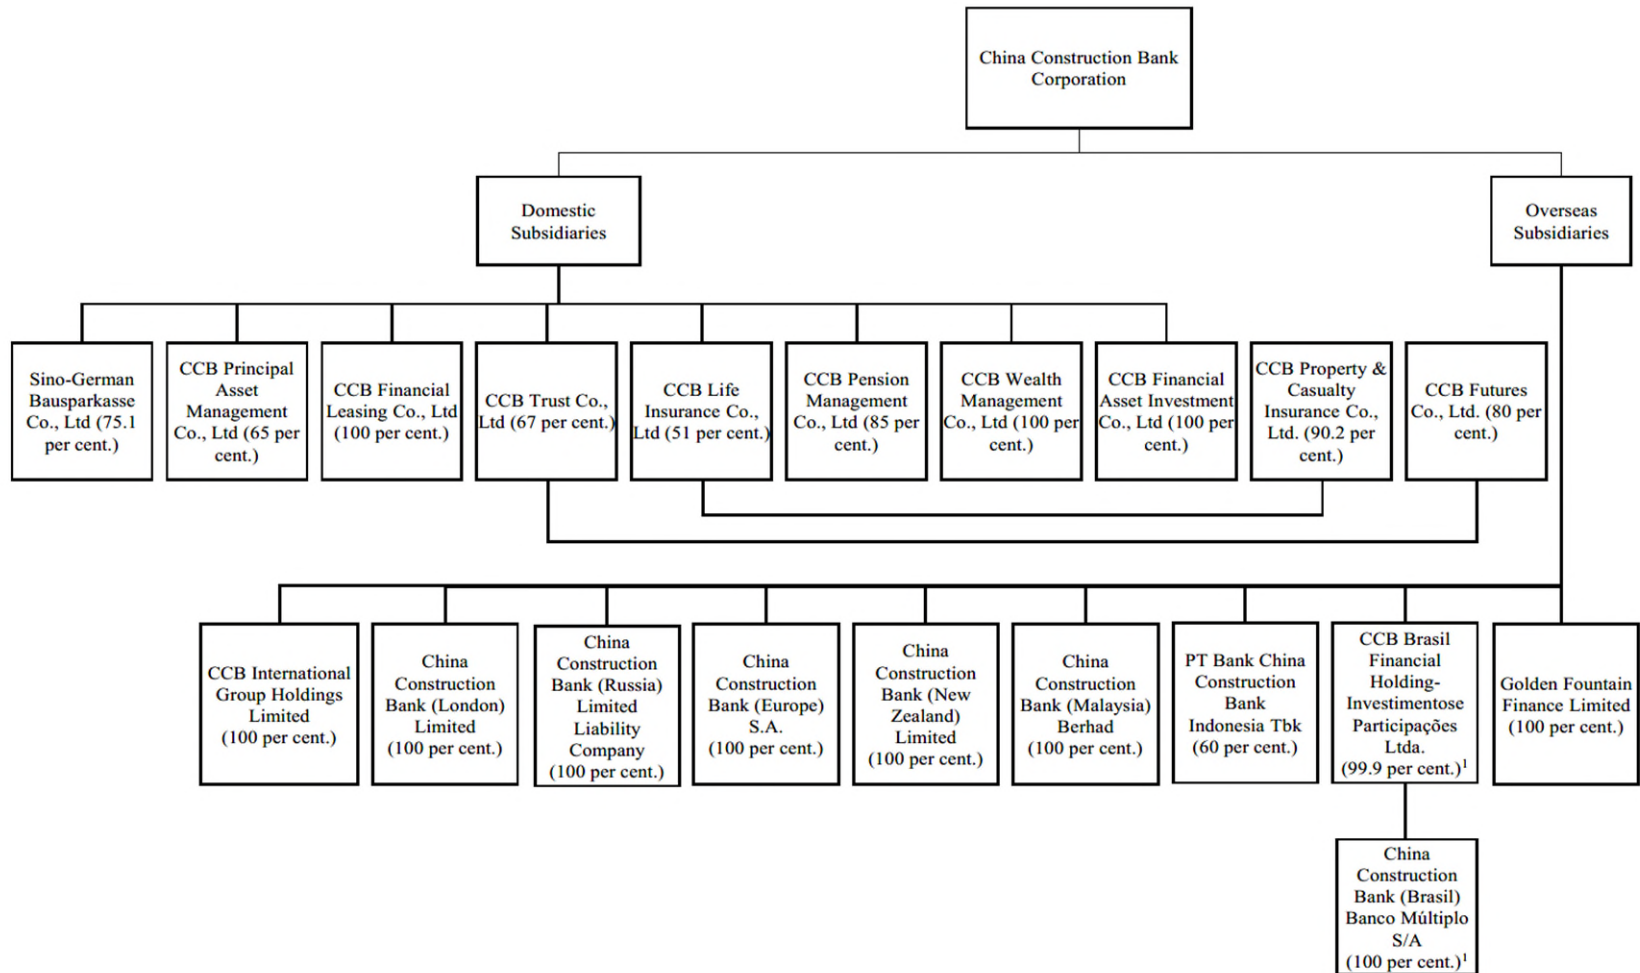 China Construction Bank
Corporation
Domestic
Subsidiaries
Overseas
Subsidiaries
Sino-German
Bausparkasse
Co., Ltd (75.1
per cent.)
CCB Principal
Asset
Management
Co., Ltd (65 per
cent.)
CCB Financial
Leasing Co., Ltd
(100 per cent.)
CCB Trust Co.,
Ltd (67 per cent.)
CCB Life
Insurance Co.,
Ltd (51 per cent.)
CCB Pension
Management
Co., Ltd (85 per
cent.)
CCB Wealth
Management
Co., Ltd (100 per
cent.)
CCB Financial
Asset Investment
Co., Ltd (100 per
cent.)
CCB Property &
Casualty
Insurance Co.,
Ltd. (90.2 per
cent.)
CCB Futures
Co., Ltd. (80 per
cent.)
CCB International
Group Holdings
Limited
(100 per cent.)
China
Construction
Bank (London)
Limited
(100 per cent.)
China
Construction
Bank (Russia)
Limited
Liability
Company
(100 per cent.)
China
Construction
Bank (Europe)
S.A.
(100 per cent.)
China
Construction
Bank (New
Zealand)
Limited
(100 per cent.)
China
Construction
Bank (Malaysia)
Berhad
(100 per cent.)
PT Bank China
Construction
Bank
Indonesia Tbk
(60 per cent.)
CCB Brasil
Financial
Holding-
Investimentose
Participações
Ltda.
(99.9 per cent.)¹
Golden Fountain
Finance Limited
(100 per cent.)
China
Construction
Bank (Brasil)
Banco Múltiplo
S/A
(100 per cent.)¹